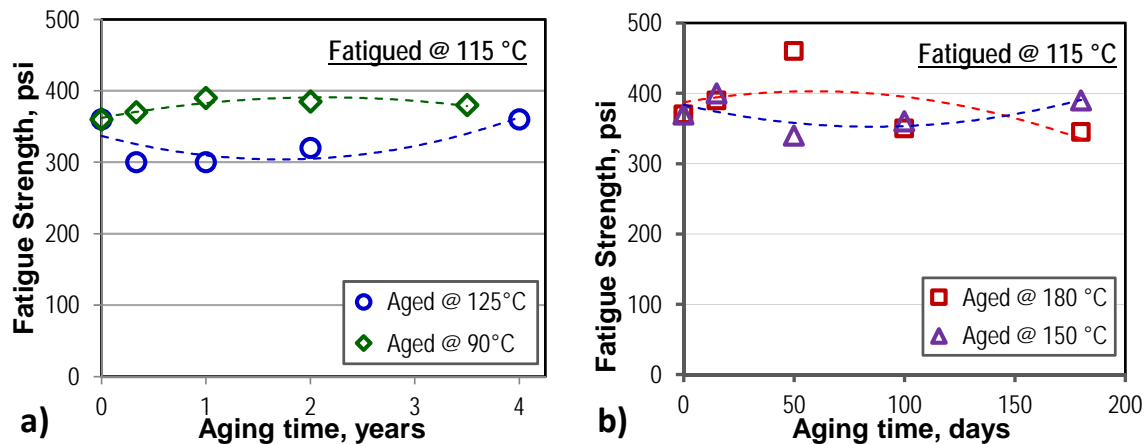 Fatigued @ 115 °C
Fatigue Strength, psi
500
400
300
200
100
0
Aged @ 125°C
Aged @ 90°C
0 1 2 3 4
Aging time, years
a)
Fatigued @ 115 °C
Fatigue Strength, psi
500
400
300
200
100
0
Aged @ 180 °C
Aged @ 150 °C
0 50 100 150 200
Aging time, days
b)